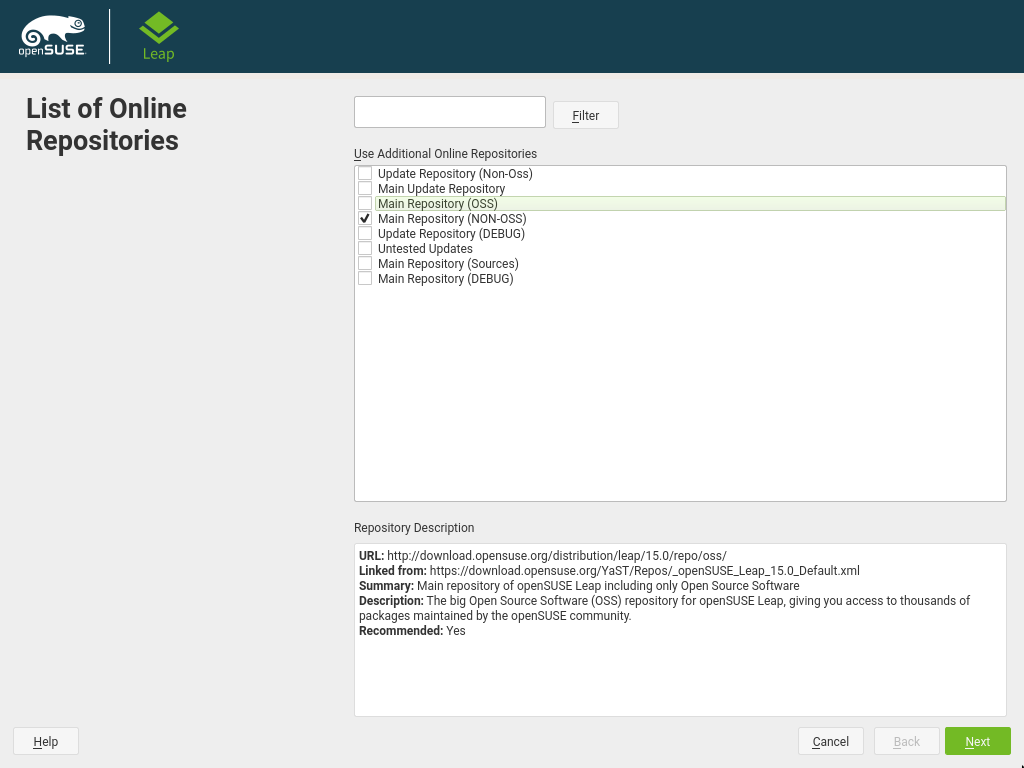 openSUSE.
Leap
List of Online
Repositories
Filter
Use Additional Online Repositories
Update Repository (Non-Oss)
Main Update Repository
Main Repository (OSS)
Main Repository (NON-OSS)
Update Repository (DEBUG)
Untested Updates
Main Repository (Sources)
Main Repository (DEBUG)
Repository Description
URL: http://download.opensuse.org/distribution/leap/15.0/repo/oss/
Linked from: https://download.opensuse.org/YaST/Repos/_openSUSE_Leap_15.0_Default.xml
Summary: Main repository of openSUSE Leap including only Open Source Software
Description: The big Open Source Software (OSS) repository for openSUSE Leap, giving you access to thousands of
packages maintained by the openSUSE community.
Recommended: Yes
Help
Cancel
Back
Next